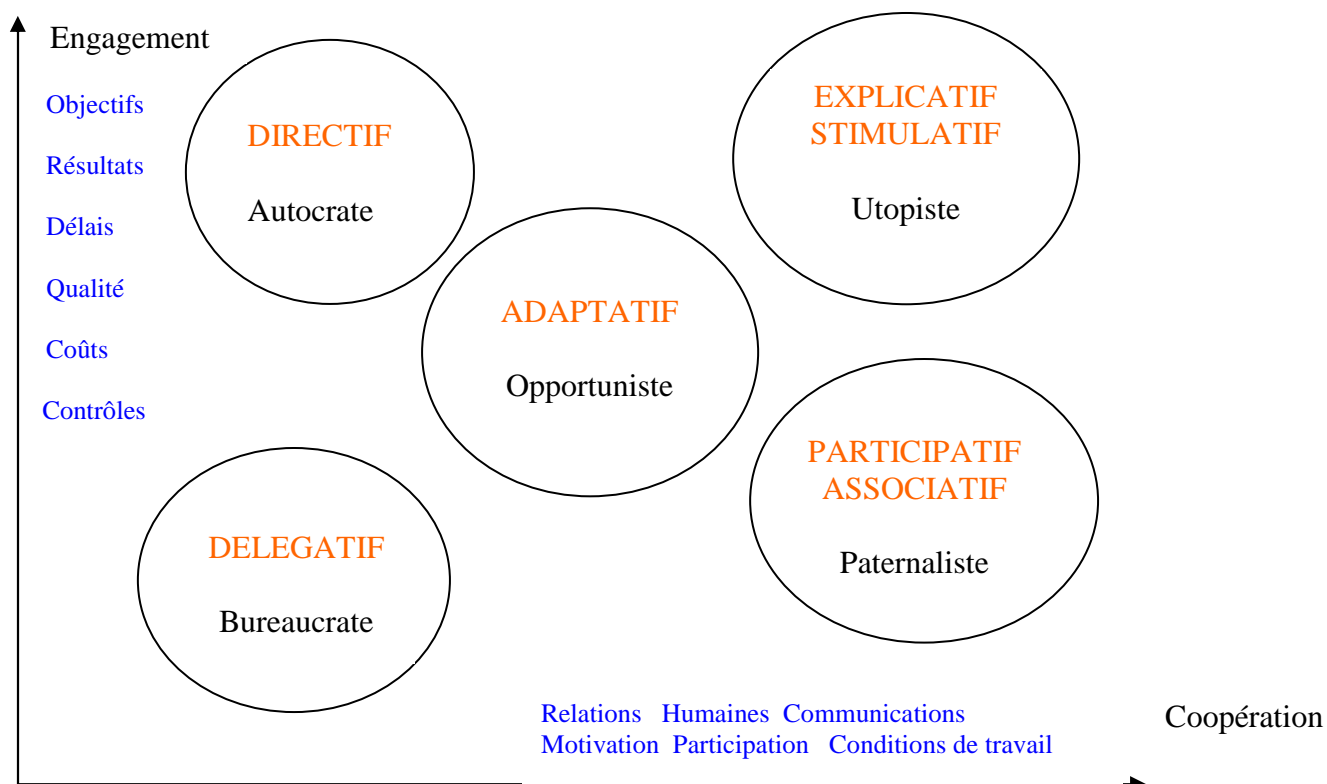 Engagement
Objectifs
Résultats
Délais
Qualité
Coûts
Contrôles
DIRECTIF
Autocrate
EXPLICATIF
STIMULATIF
Utopiste
ADAPTATIF
Opportuniste
PARTICIPATIF
ASSOCIATIF
Paternaliste
DELEGATIF
Bureaucrate
Relations Humaines Communications
Motivation Participation Conditions de travail
Coopération